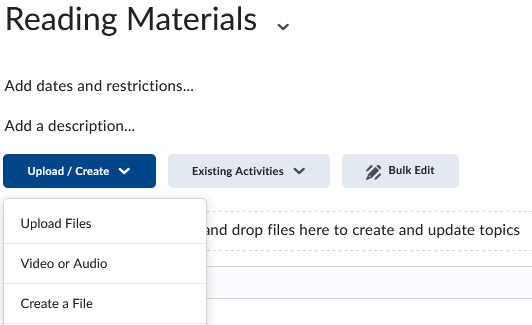 Reading Materials
Add dates and restrictions...
Add a description...
Upload / Create Existing Activities Bulk Edit
Upload Files
and drop files here to create and update topics
Video or Audio
Create a File